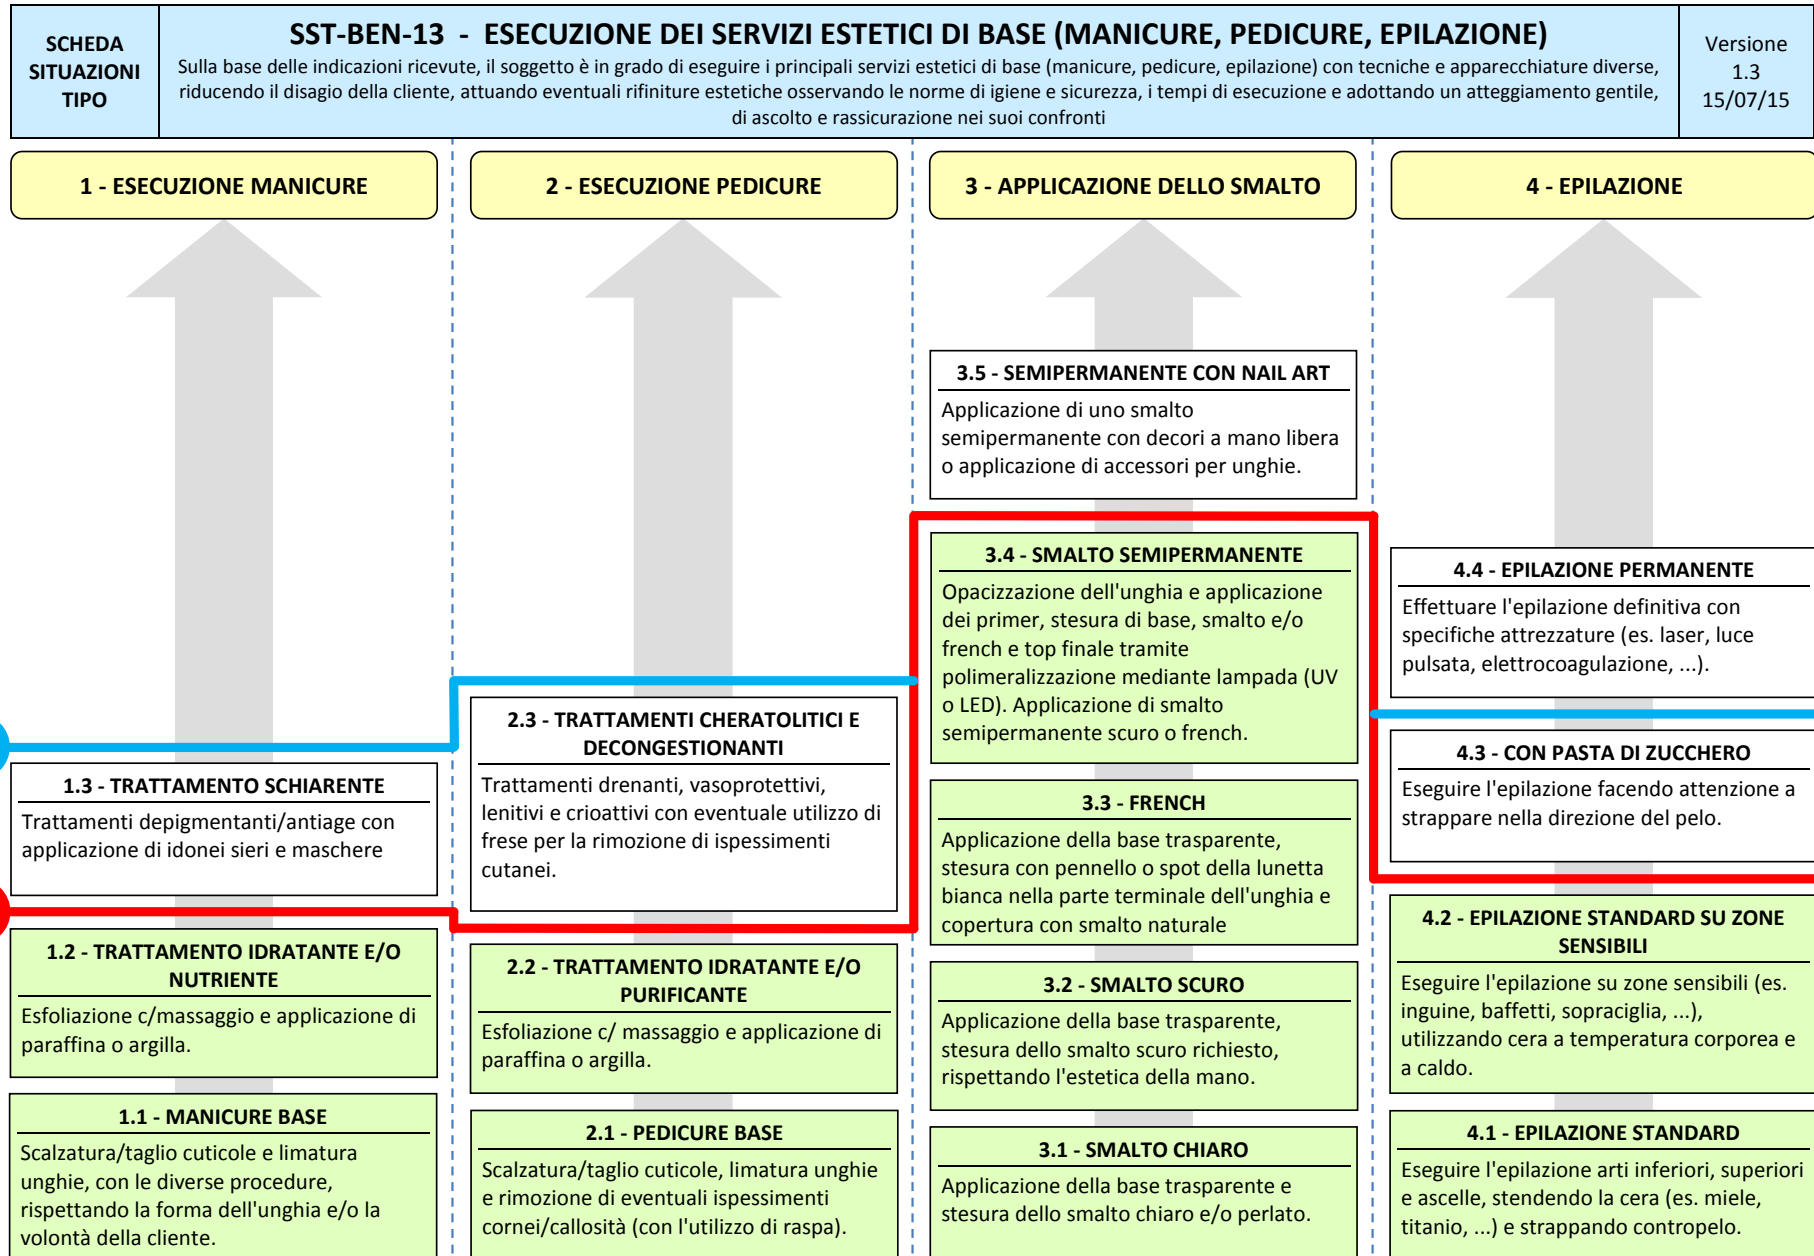 SCHEDA
SITUAZIONI
TIPO
SST-BEN-13 - ESECUZIONE DEI SERVIZI ESTETICI DI BASE (MANICURE, PEDICURE, EPILAZIONE)
Sulla base delle indicazioni ricevute, il soggetto è in grado di eseguire i principali servizi estetici di base (manicure, pedicure, epilazione) con tecniche e apparecchiature diverse,
riducendo il disagio della cliente, attuando eventuali rifiniture estetiche osservando le norme di igiene e sicurezza, i tempi di esecuzione e adottando un atteggiamento gentile,
di ascolto e rassicurazione nei suoi confronti
Versione
1.3
15/07/15
1 - ESECUZIONE MANICURE
1.3 - TRATTAMENTO SCHIARENTE
Trattamenti depigmentanti/antiage con
applicazione di idonei sieri e maschere
1.2 - TRATTAMENTO IDRATANTE E/O
NUTRIENTE
Esfoliazione c/massaggio e applicazione di
paraffina o argilla.
1.1 - MANICURE BASE
Scalzatura/taglio cuticole e limatura
unghie, con le diverse procedure,
rispettando la forma dell'unghia e/o la
volontà della cliente.
2 - ESECUZIONE PEDICURE
2.3 - TRATTAMENTI CHERATOLITICI E
DECONGESTIONANTI
Trattamenti drenanti, vasoprotettivi,
lenitivi e crioattivi con eventuale utilizzo di
frese per la rimozione di ispessimenti
cutanei.
2.2 - TRATTAMENTO IDRATANTE E/O
PURIFICANTE
Esfoliazione c/ massaggio e applicazione di
paraffina o argilla.
2.1 - PEDICURE BASE
Scalzatura/taglio cuticole, limatura unghie
e rimozione di eventuali ispessimenti
cornei/callosità (con l'utilizzo di raspa).
3 - APPLICAZIONE DELLO SMALTO
3.5 - SEMIPERMANENTE CON NAIL ART
Applicazione di uno smalto
semipermanente con decori a mano libera
o applicazione di accessori per unghie.
3.4 - SMALTO SEMIPERMANENTE
Opacizzazione dell'unghia e applicazione
dei primer, stesura di base, smalto e/o
french e top finale tramite
polimeralizzazione mediante lampada (UV
o LED). Applicazione di smalto
semipermanente scuro o french.
3.3 - FRENCH
Applicazione della base trasparente,
stesura con pennello o spot della lunetta
bianca nella parte terminale dell'unghia e
copertura con smalto naturale
3.2 - SMALTO SCURO
Applicazione della base trasparente,
stesura dello smalto scuro richiesto,
rispettando l'estetica della mano.
3.1 - SMALTO CHIARO
Applicazione della base trasparente e
stesura dello smalto chiaro e/o perlato.
4 - EPILAZIONE
4.4 - EPILAZIONE PERMANENTE
Effettuare l'epilazione definitiva con
specifiche attrezzature (es. laser, luce
pulsata, elettrocoagulazione, ...).
4.3 - CON PASTA DI ZUCCHERO
Eseguire l'epilazione facendo attenzione a
strappare nella direzione del pelo.
4.2 - EPILAZIONE STANDARD SU ZONE
SENSIBILI
Eseguire l'epilazione su zone sensibili (es.
inguine, baffetti, sopraciglia, ...),
utilizzando cera a temperatura corporea e
a caldo.
4.1 - EPILAZIONE STANDARD
Eseguire l'epilazione arti inferiori, superiori
e ascelle, stendendo la cera (es. miele,
titanio, ...) e strappando contropelo.